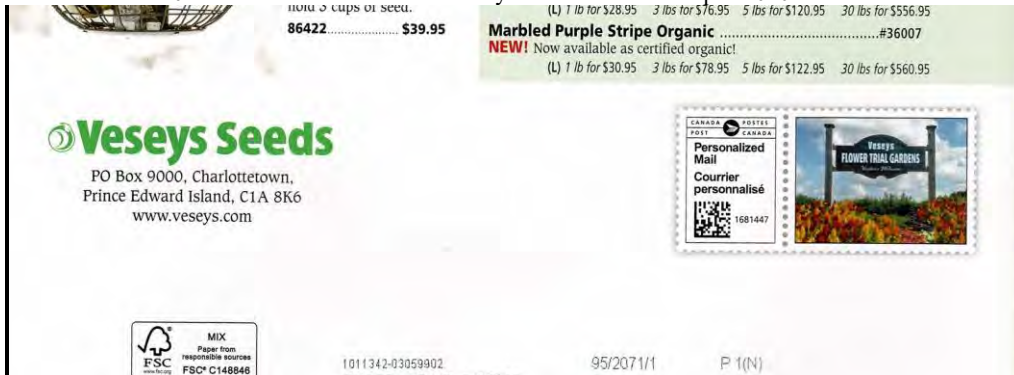 hold 3 cups of seed.
86422.................... $39.95
(L) 1 lb for $28.95 3 lbs for $76.95 5 lbs for $120.95 30 lbs for $556.95
Marbled Purple Stripe Organic ......................................#36007
NEW! Now available as certified organic!
(L) 1 lb for $30.95 3 lbs for $78.95 5 lbs for $122.95 30 lbs for $560.95
Veseys Seeds
PO Box 9000, Charlottetown,
Prince Edward Island, C1A 8K6
www.veseys.com
CANADA POSTES
POST CANADA
Personalized
Mail
Courrier
personnalisé
1681447
Veseys
FLOWER TRIAL GARDENS
MIX
Paper from
responsible sources
FSC
www.fsc.org
FSC® C148846
1011342-03059902
95/2071/1 P 1(N)